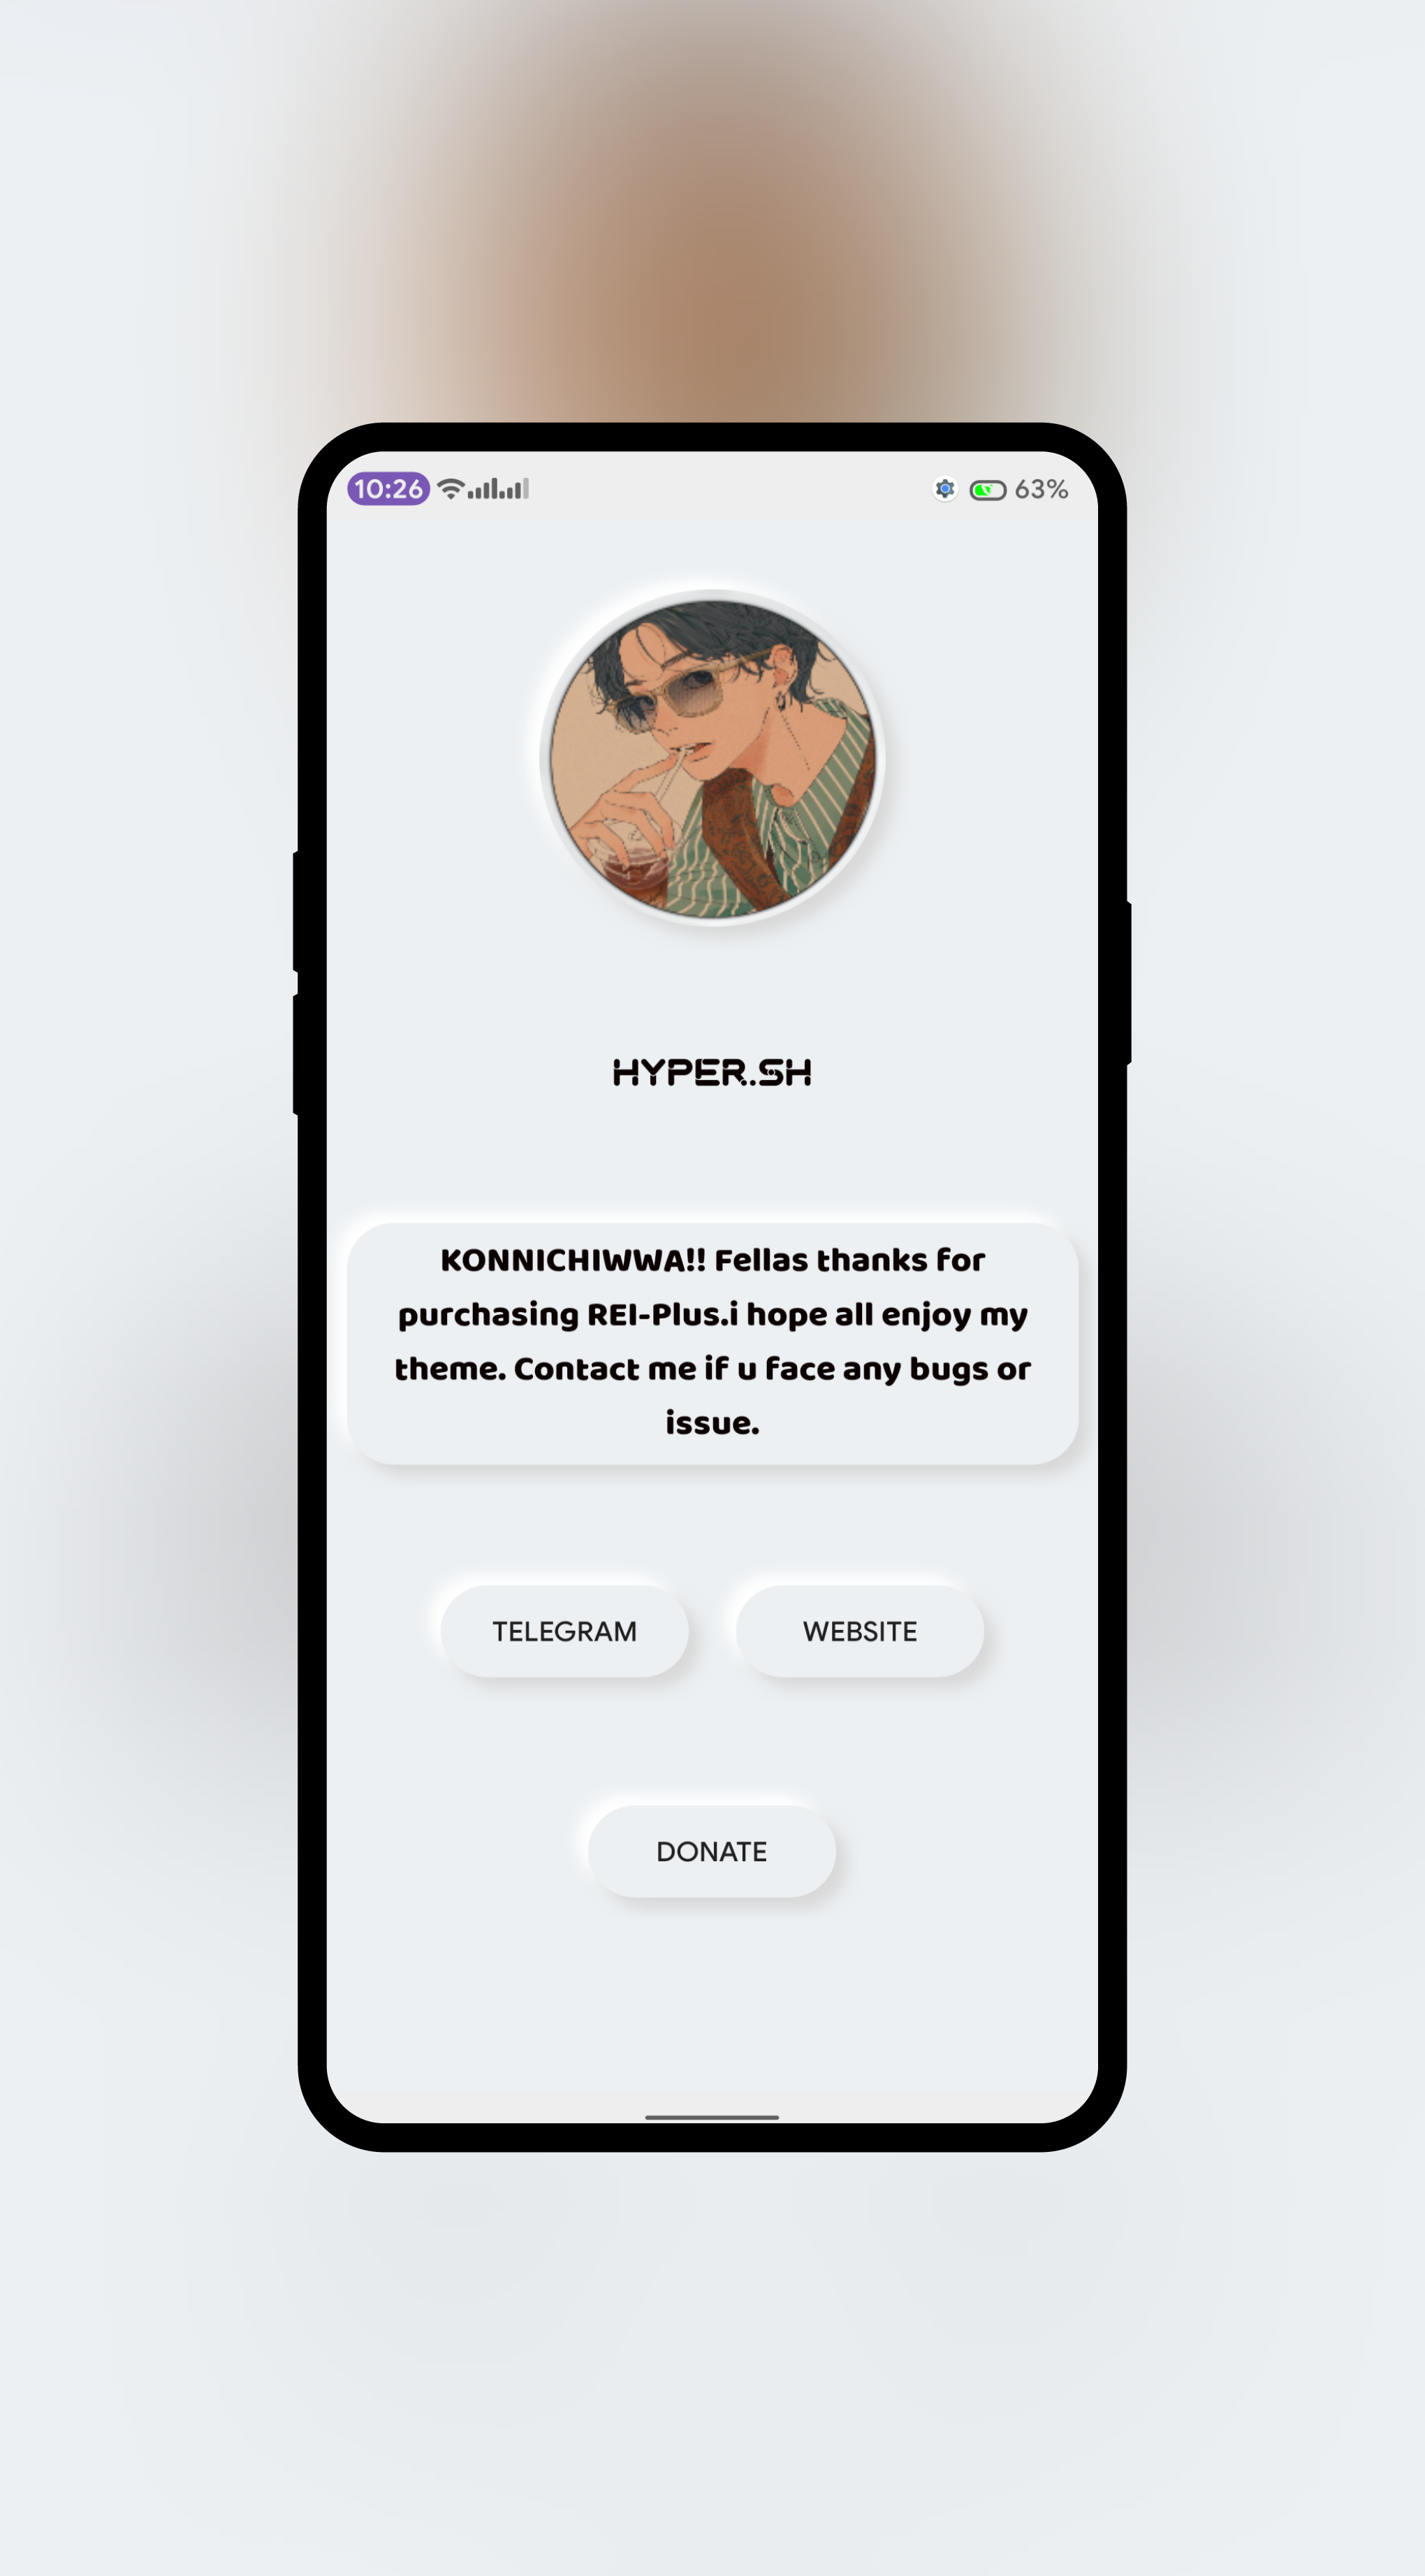 10:26 63%
HYPER.SH
KONNICHIWWA!! Fellas thanks for
purchasing REI-Plus.i hope all enjoy my
theme. Contact me if u face any bugs or
issue.
TELEGRAM WEBSITE
DONATE